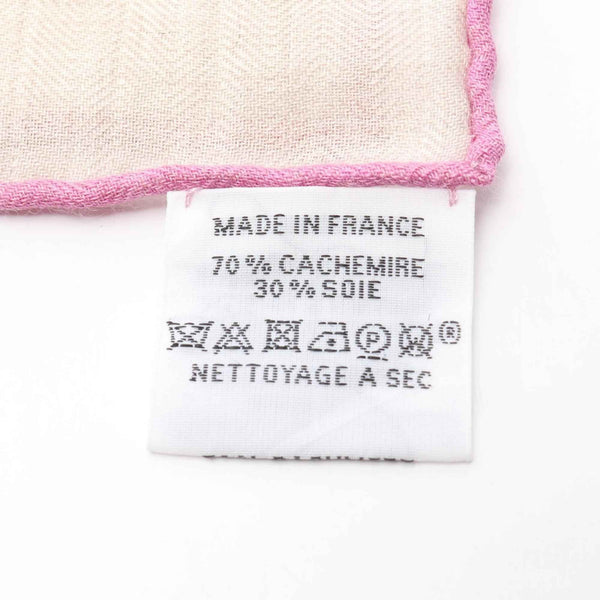 MADE IN FRANCE
70 % CACHEMIRE
30 % SOIE
P W ®
NETTOYAGE A SEC